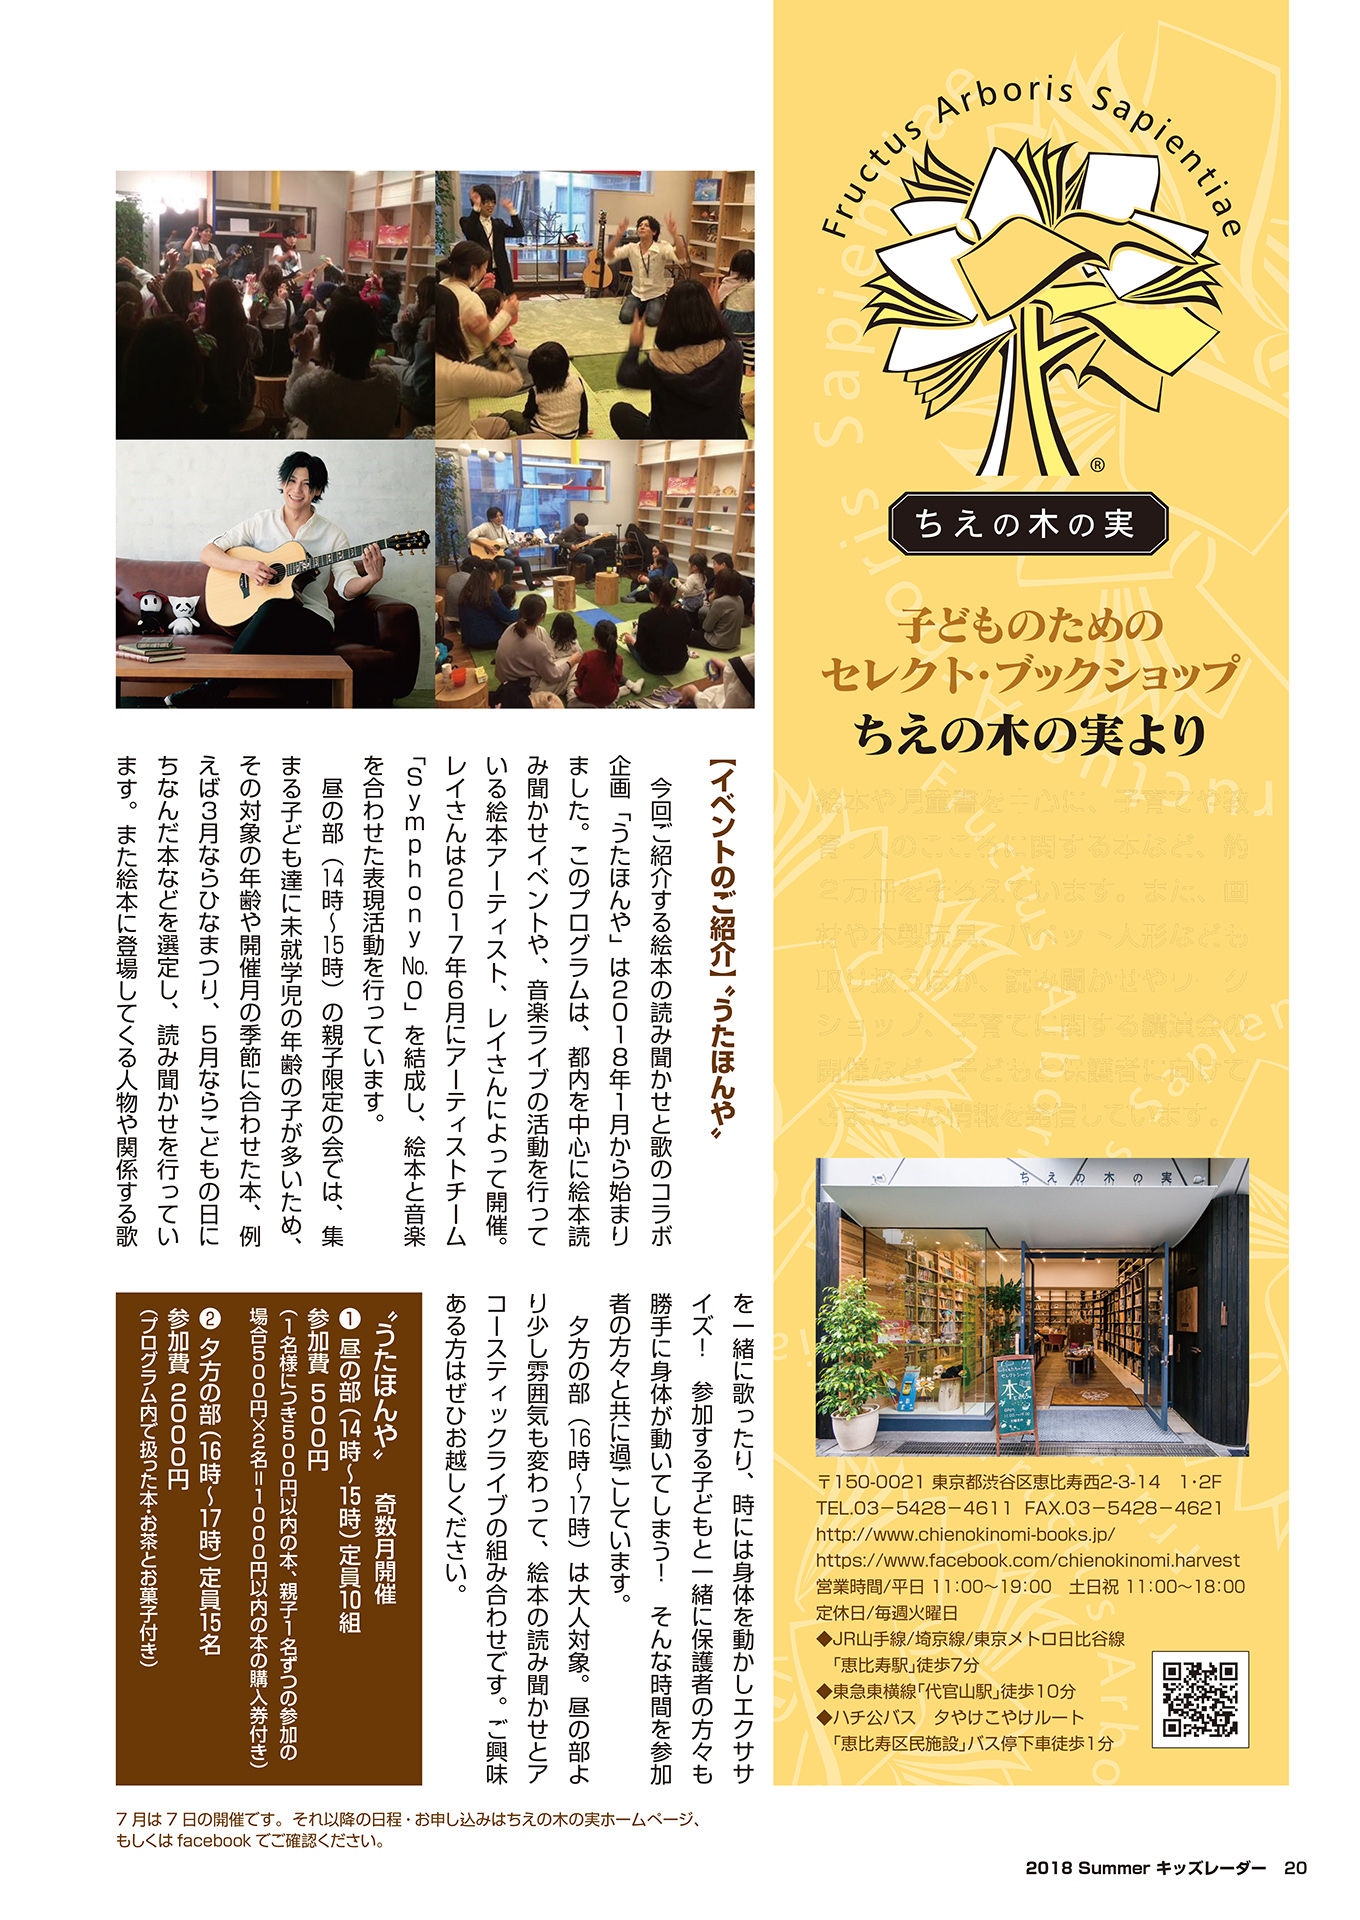 Fructus Arboris Sapientiae
®
ちえの木の実
子どものための
セレクト・ブックショップ
ちえの木の実より
絵本や児童書を中心に、子育てや教
育・人のこころに関する本など、約
2万冊をそろえています。また、画
材や木製玩具、パペット人形なども
取り扱うほか、読み聞かせやワーク
ショップ、子育てに関する講演会の
開催など、子どもと保護者に向けて
さまざまな情報を発信しています。
ちえの木の実
〒150-0021 東京都渋谷区恵比寿西2-3-14　1・2F
TEL.03－5428－4611 FAX.03－5428－4621
http://www.chienokinomi-books.jp/
https://www.facebook.com/chienokinomi.harvest
営業時間/平日 11:00～19:00　土日祝 11:00～18:00
定休日/毎週火曜日
◆JR山手線/埼京線/東京メトロ日比谷線
「恵比寿駅」徒歩7分
◆東急東横線「代官山駅」徒歩10分
◆ハチ公バス　夕やけこやけルート
「恵比寿区民施設」バス停下車徒歩1分
【イベントのご紹介】〝うたほんや〟
今回ご紹介する絵本の読み聞かせと歌のコラボ
企画「うたほんや」は2018年1月から始まり
ました。このプログラムは、都内を中心に絵本読
み聞かせイベントや、音楽ライブの活動を行って
いる絵本アーティスト、レイさんによって開催。
レイさんは2017年6月にアーティストチーム
「Symphony No.0」を結成し、絵本と音楽
を合わせた表現活動を行っています。
昼の部（14時～15時）の親子限定の会では、集
まる子ども達に未就学児の年齢の子が多いため、
その対象の年齢や開催月の季節に合わせた本、例
えば3月ならひなまつり、5月ならこどもの日に
ちなんだ本などを選定し、読み聞かせを行ってい
ます。また絵本に登場してくる人物や関係する歌
を一緒に歌ったり、時には身体を動かしエクササ
イズ！　参加する子どもと一緒に保護者の方々も
勝手に身体が動いてしまう！　そんな時間を参加
者の方々と共に過ごしています。
夕方の部（16時～17時）は大人対象。昼の部よ
り少し雰囲気も変わって、絵本の読み聞かせとア
コースティックライブの組み合わせです。ご興味
ある方はぜひお越しください。
〝うたほんや〟　奇数月開催
❶ 昼の部（14時～15時）定員10組
参加費 500円
（1名様につき500円以内の本、親子1名ずつの参加の
場合500円×2名＝1000円以内の本の購入券付き）
❷ 夕方の部（16時～17時）定員15名
参加費 2000円
（プログラム内で扱った本・お茶とお菓子付き）
7月は7日の開催です。それ以降の日程・お申し込みはちえの木の実ホームページ、
もしくは facebook でご確認ください。
2018 Summer キッズレーダー　20